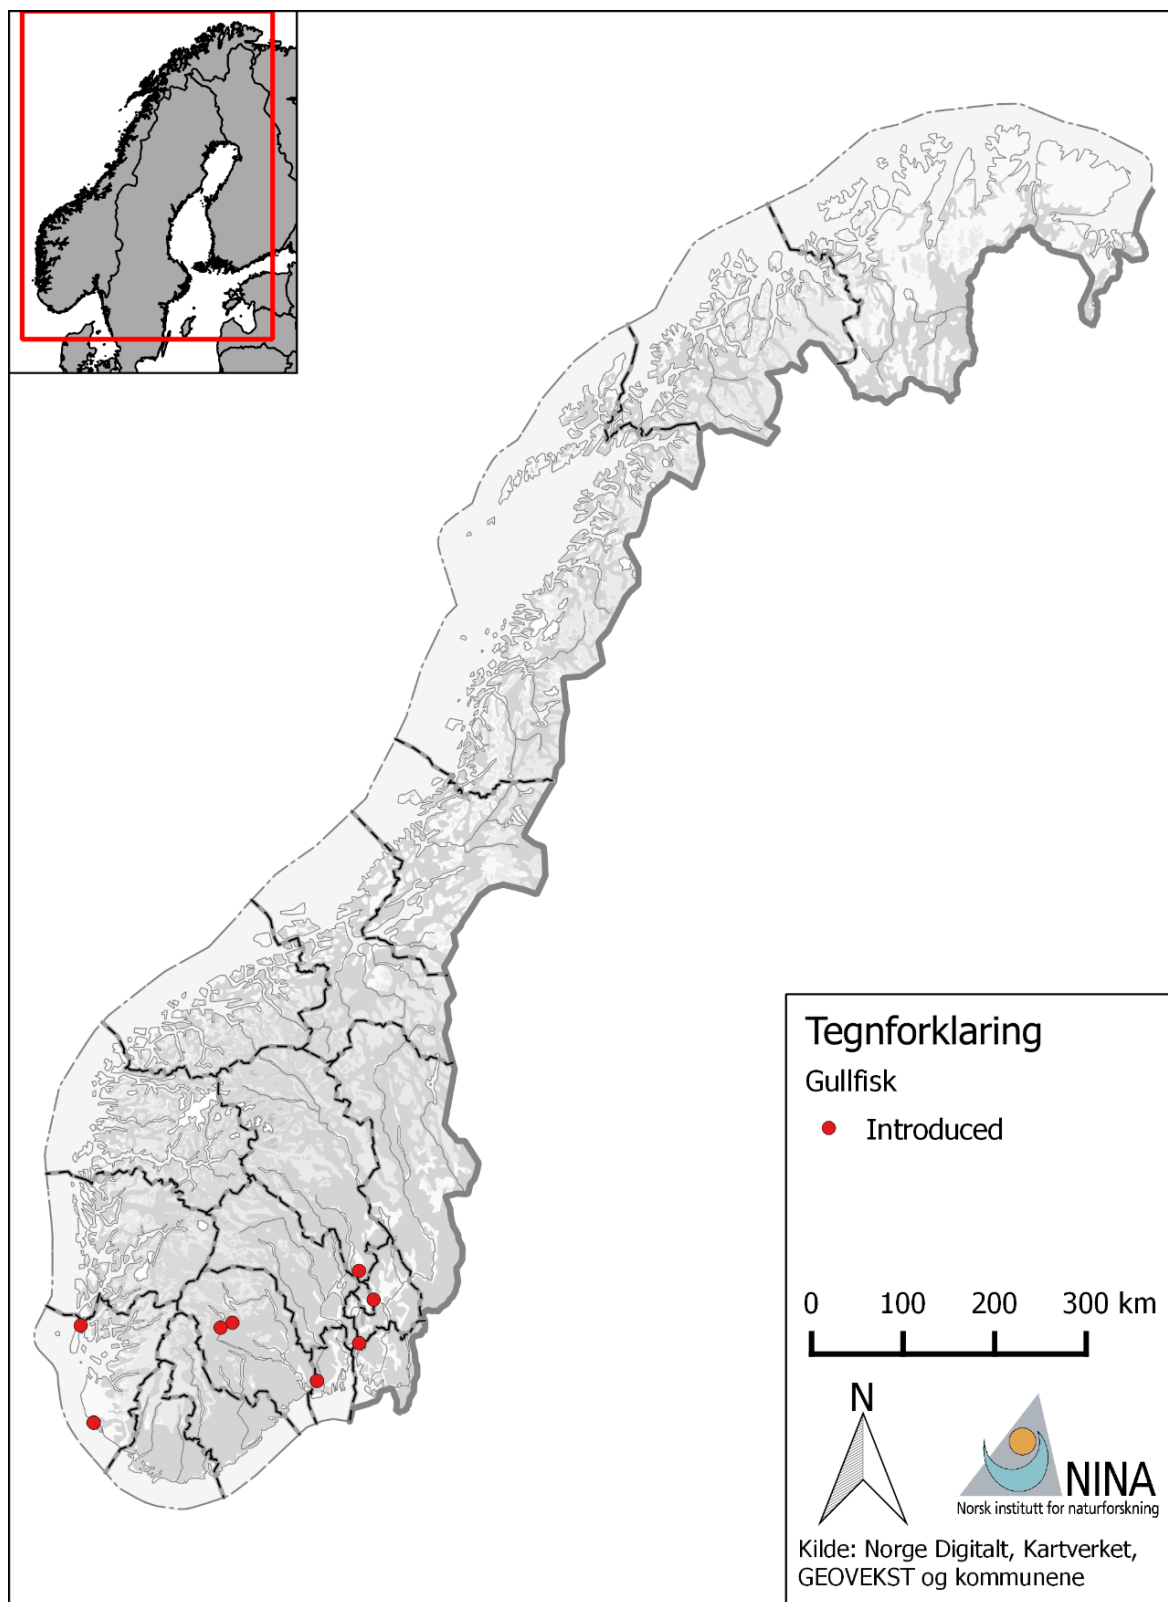 Tegnforklaring
Gullfisk
Introduced
0 100 200 300 km
N
NINA
Norsk institutt for naturforskning
Kilde: Norge Digitalt, Kartverket,
GEOVEKST og kommunene